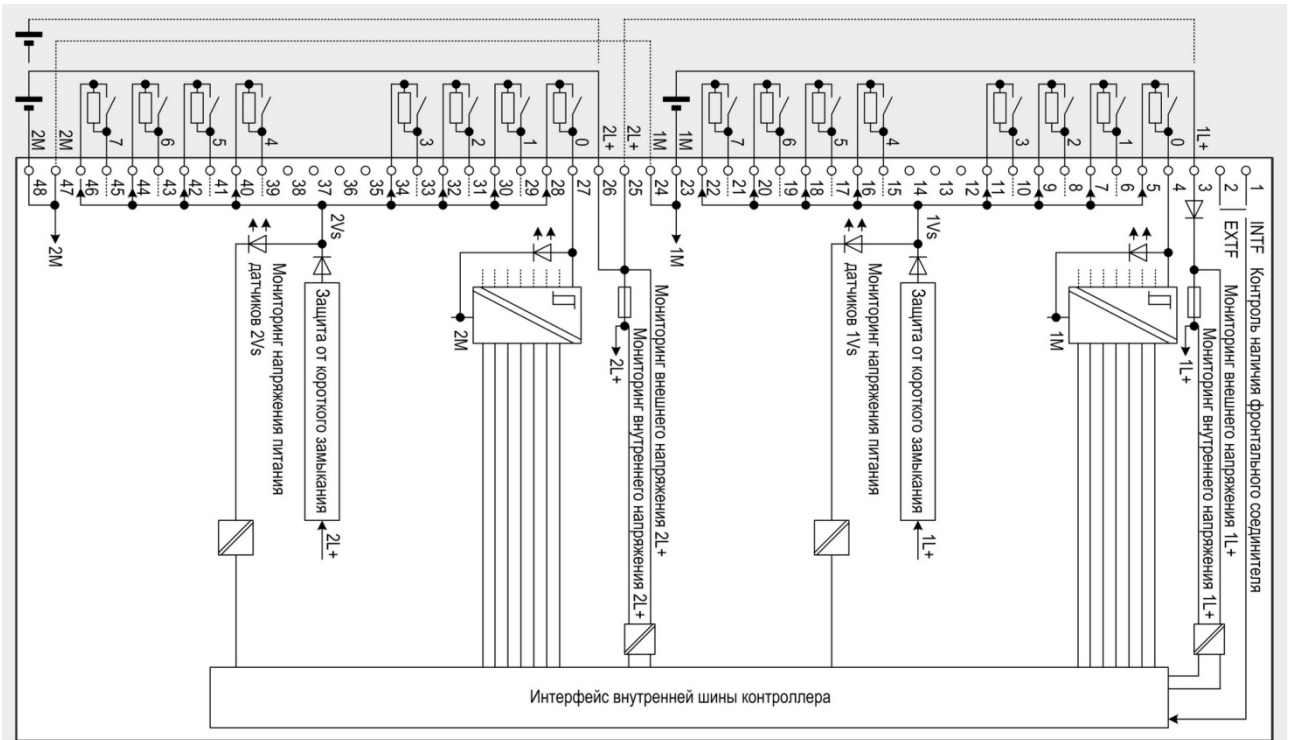 1
INTF
Контроль наличия фронтального соединителя
2
EXTF
Мониторинг внешнего напряжения 1L+
1L+
3
Мониторинг внутреннего напряжения 1L+
1L+
0
4
5
1
6
7
2
8
9
3
10
11
1M
12
13
14
1Vs
Защита от короткого замыкания
1L+
15
4
16
Мониторинг напряжения питания
датчиков 1Vs
17
5
18
19
6
20
21
7
22
1M
23
1M
1M
24
Мониторинг внешнего напряжения 2L+
2L+
25
Мониторинг внутреннего напряжения 2L+
2L+
2L+
26
0
27
28
1
29
30
2
31
32
3
33
34
2M
35
36
37
2Vs
Защита от короткого замыкания
2L+
38
39
4
40
Мониторинг напряжения питания
датчиков 2Vs
41
5
42
43
6
44
45
7
46
2M
47
2M
2M
48
Интерфейс внутренней шины контроллера